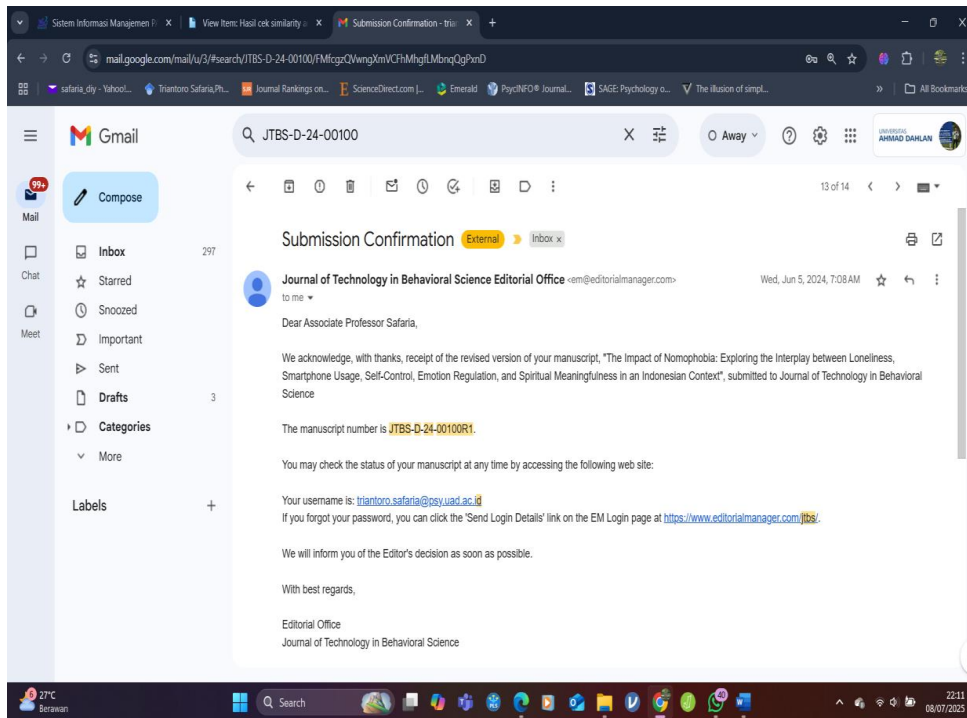 Sistem Informasi Manajemen P
View Item: Hasil cek similarity a
Submission Confirmation - tria
mail.google.com/mail/u/3/#search/JTBS-D-24-00100/FMfcgzQVwngXmVCFhMhgfLMbnqQgPxnD
safaria_diy - Yahoo!...
Triantoro Safaria,Ph...
Journal Rankings on...
ScienceDirect.com |...
Emerald
PsycINFO® Journal...
SAGE: Psychology o...
The illusion of simpl...
»
All Bookmarks
Gmail
JTBS-D-24-00100
Away
UNIVERSITAS
AHMAD DAHLAN
99+
Mail
Chat
Meet
Compose
Inbox 297
Starred
Snoozed
Important
Sent
Drafts 3
Categories
More
Labels +
13 of 14
Submission Confirmation External Inbox x
Journal of Technology in Behavioral Science Editorial Office <em@editorialmanager.com> Wed, Jun 5, 2024, 7:08 AM
to me
Dear Associate Professor Safaria,
We acknowledge, with thanks, receipt of the revised version of your manuscript, "The Impact of Nomophobia: Exploring the Interplay between Loneliness,
Smartphone Usage, Self-Control, Emotion Regulation, and Spiritual Meaningfulness in an Indonesian Context", submitted to Journal of Technology in Behavioral
Science
The manuscript number is JTBS-D-24-00100R1.
You may check the status of your manuscript at any time by accessing the following web site:
Your username is: triantoro.safaria@psy.uad.ac.id
If you forgot your password, you can click the 'Send Login Details' link on the EM Login page at https://www.editorialmanager.com/jtbs/.
We will inform you of the Editor's decision as soon as possible.
With best regards,
Editorial Office
Journal of Technology in Behavioral Science
6
27°C
Berawan
Search
40
22:11
08/07/2025